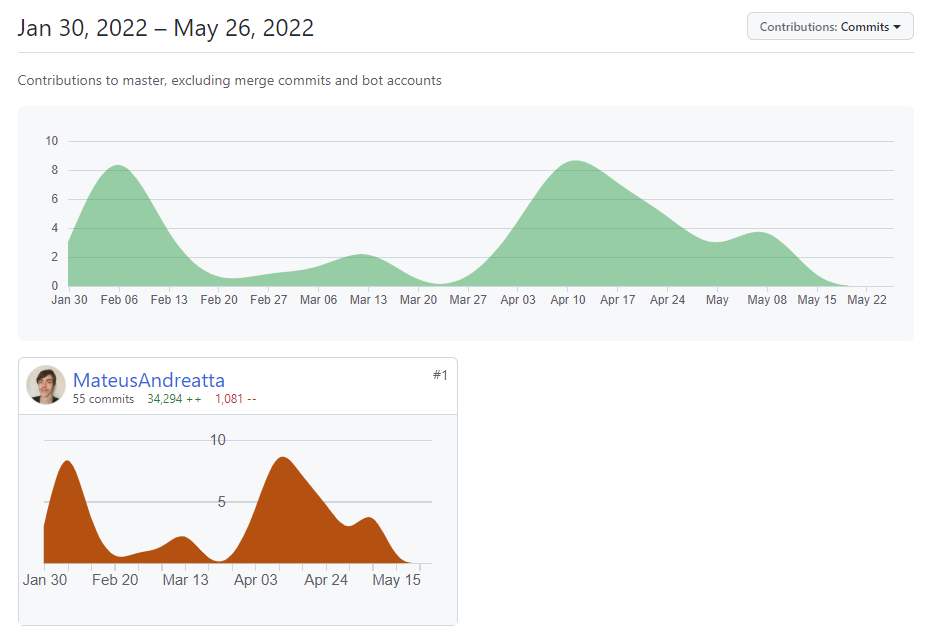 Jan 30, 2022 – May 26, 2022
Contributions: Commits
Contributions to master, excluding merge commits and bot accounts
10
8
6
4
2
0
Jan 30 Feb 06 Feb 13 Feb 20 Feb 27 Mar 06 Mar 13 Mar 20 Mar 27 Apr 03 Apr 10 Apr 17 Apr 24 May May 08 May 15 May 22
MateusAndreatta
#1
55 commits 34,294 ++ 1,081 --
10
5
Jan 30 Feb 20 Mar 13 Apr 03 Apr 24 May 15